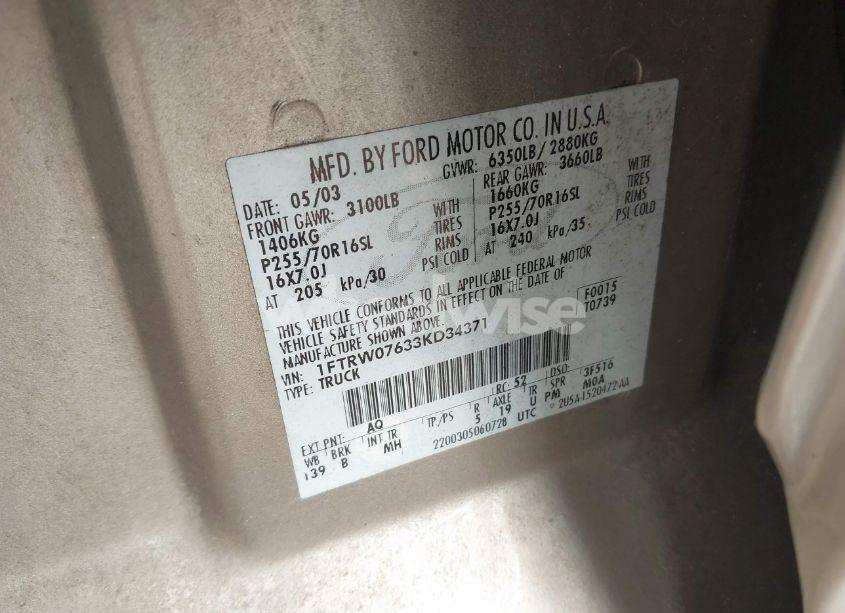 MFD. BY FORD MOTOR CO. IN U.S.A.
DATE: 05/03 GVWR: 6350LB/ 2880KG
FRONT GAWR: 3100LB REAR GAWR: 3660LB
1406KG WITH 1660KG WITH
P255/70R16SL TIRES P255/70R16SL TIRES
16X7.0J RIMS 16X7.0J RIMS
AT 205 kPa/30 PSI COLD AT 240 kPa/35 PSI COLD
THIS VEHICLE CONFORMS TO ALL APPLICABLE FEDERAL MOTOR
VEHICLE SAFETY STANDARDS IN EFFECT ON THE DATE OF
MANUFACTURE SHOWN ABOVE.
F0015
T0739
VIN: 1FTRW07633KD34371
TYPE: TRUCK
EXT PNT: AQ RC: 52 DSO: 3F516
WB BRK INT TR TP/PS R AXLE TR SPR
139 B MH 5 19 U PM M0A
2200305060728 UTC 2U5A-1520472-AA